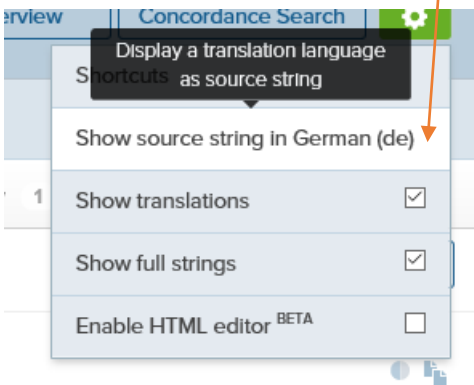 erview
Concordance Search
Display a translation language
as source string
Shortcuts
Show source string in German (de)
1
Show translations
Show full strings
Enable HTML editor BETA